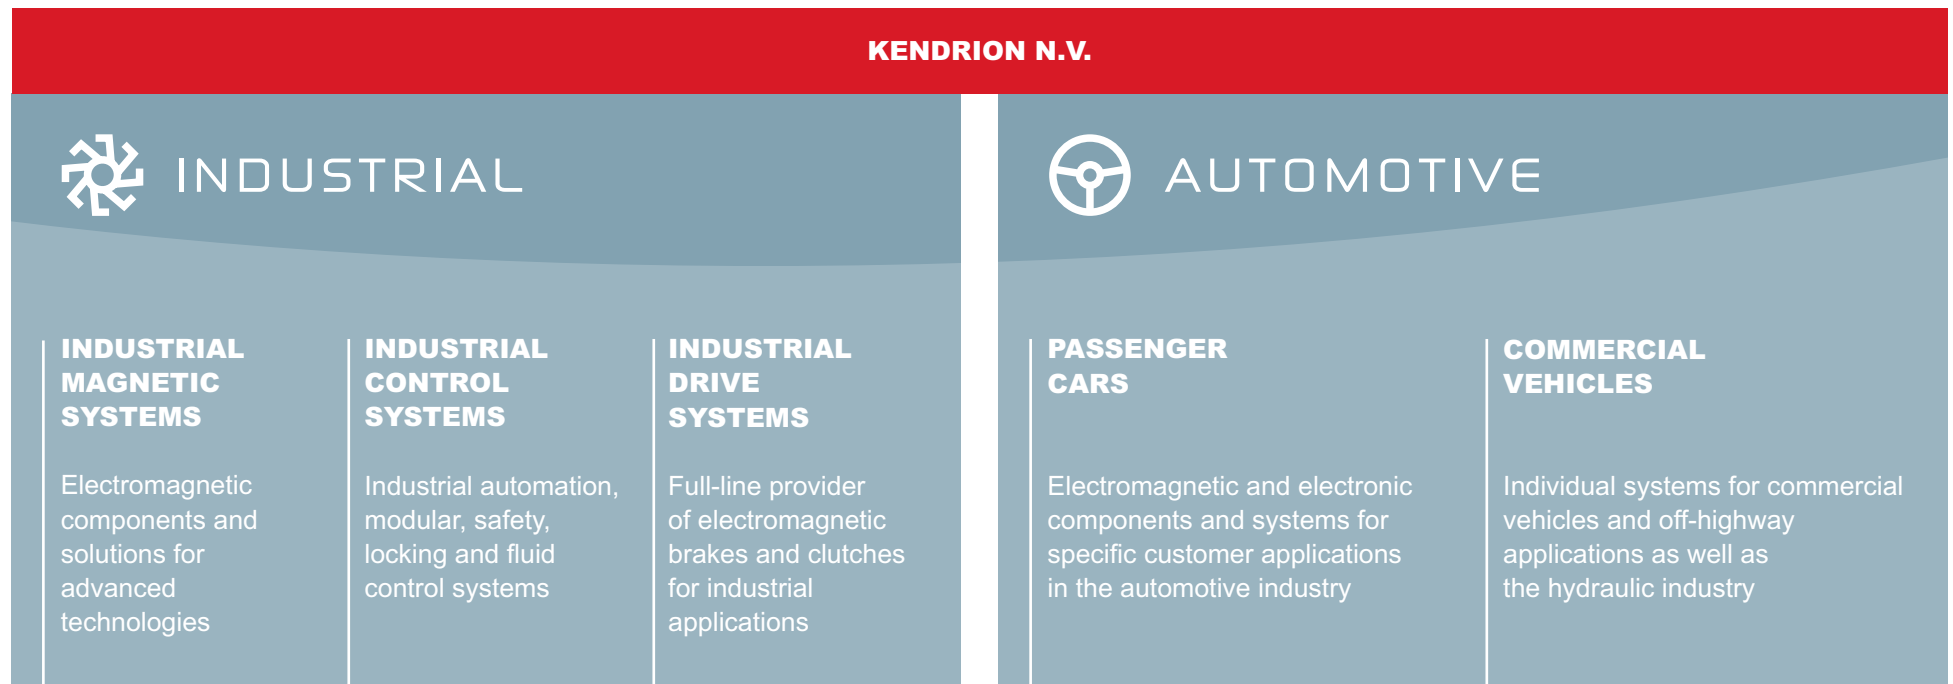 KENDRION N.V.
INDUSTRIAL
INDUSTRIAL
MAGNETIC
SYSTEMS
Electromagnetic
components and
solutions for
advanced
technologies
INDUSTRIAL
CONTROL
SYSTEMS
Industrial automation,
modular, safety,
locking and fluid
control systems
INDUSTRIAL
DRIVE
SYSTEMS
Full-line provider
of electromagnetic
brakes and clutches
for industrial
applications
AUTOMOTIVE
PASSENGER
CARS
Electromagnetic and electronic
components and systems for
specific customer applications
in the automotive industry
COMMERCIAL
VEHICLES
Individual systems for commercial
vehicles and off-highway
applications as well as
the hydraulic industry